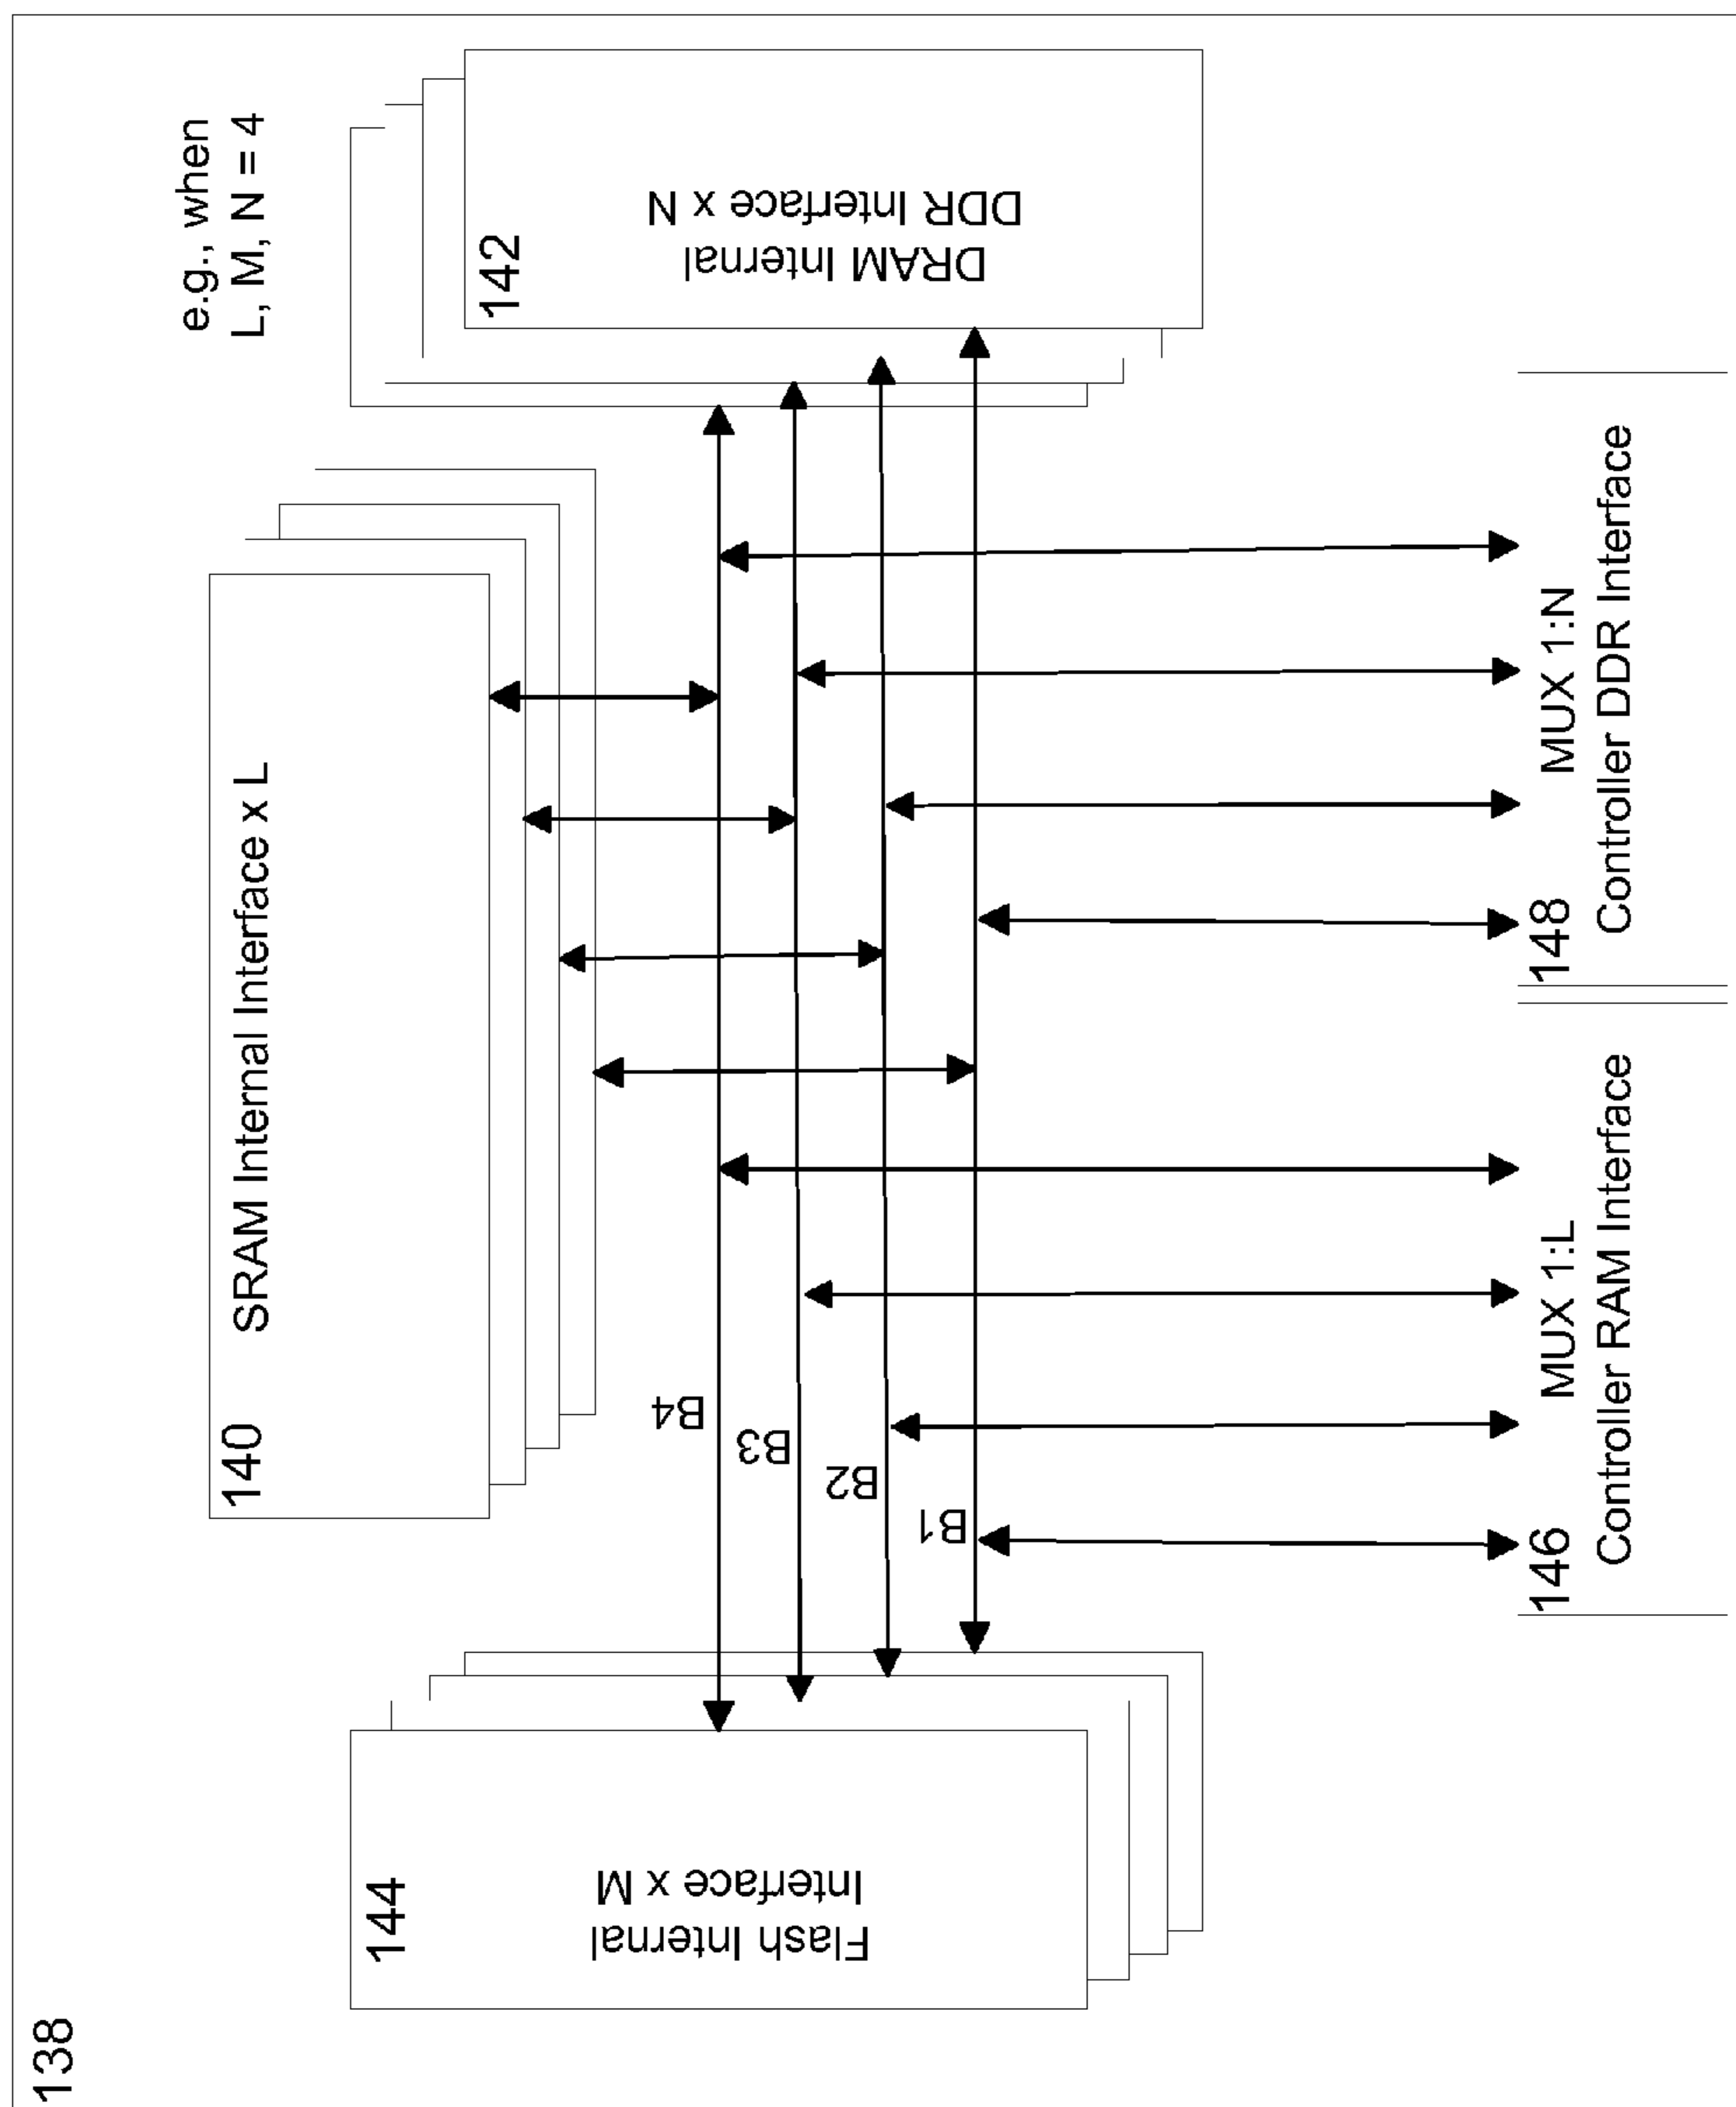 138
e.g., when
L, M, N = 4
140
SRAM Internal Interface x L
144
Flash Internal
Interface x M
142
DRAM Internal
DDR Interface x N
B4
B3
B2
B1
146
MUX 1:L
Controller RAM Interface
148
MUX 1:N
Controller DDR Interface